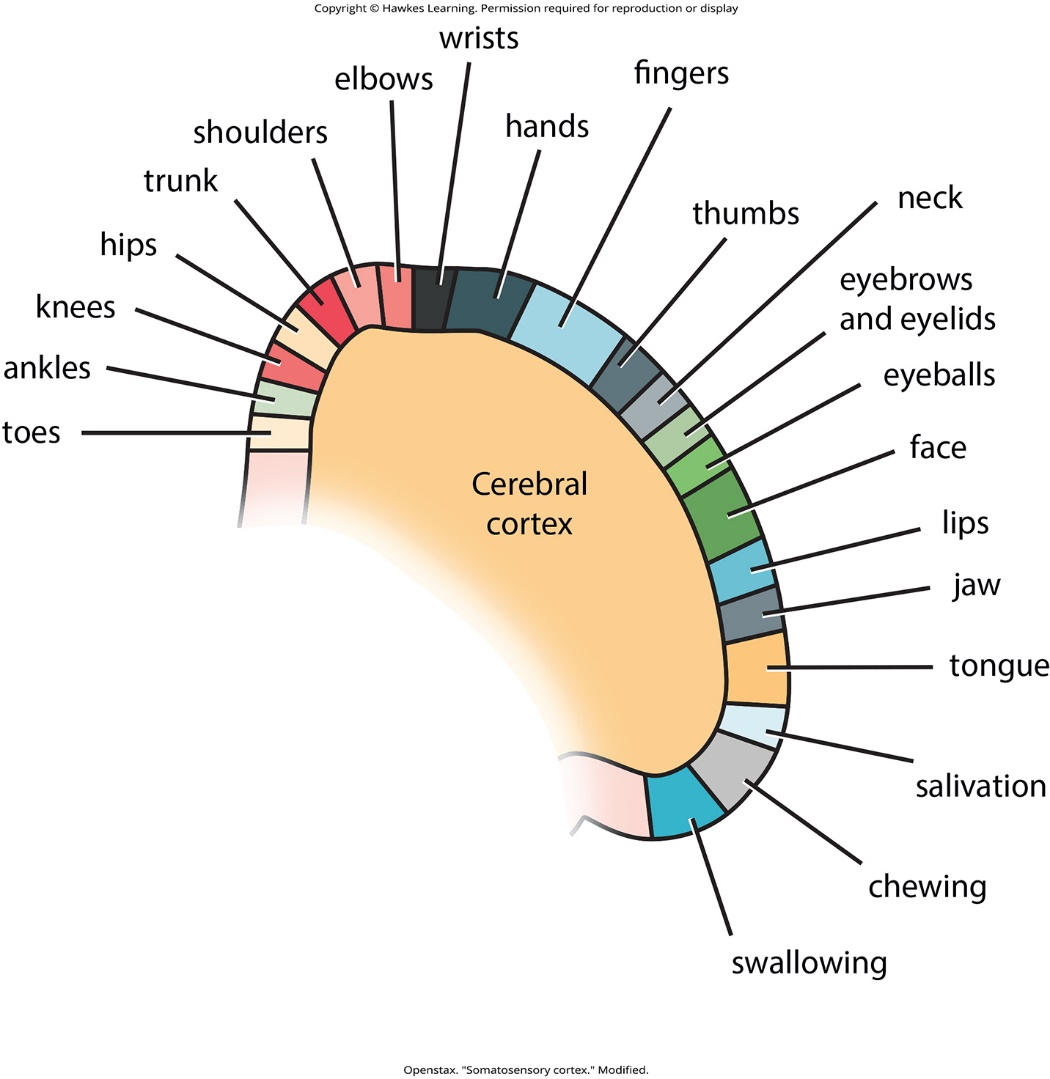 Copyright © Hawkes Learning. Permission required for reproduction or display
wrists
elbows
fingers
shoulders
hands
trunk
neck
thumbs
hips
eyebrows
and eyelids
knees
ankles
eyeballs
toes
face
Cerebral
cortex
lips
jaw
tongue
salivation
chewing
swallowing
Openstax. "Somatosensory cortex." Modified.